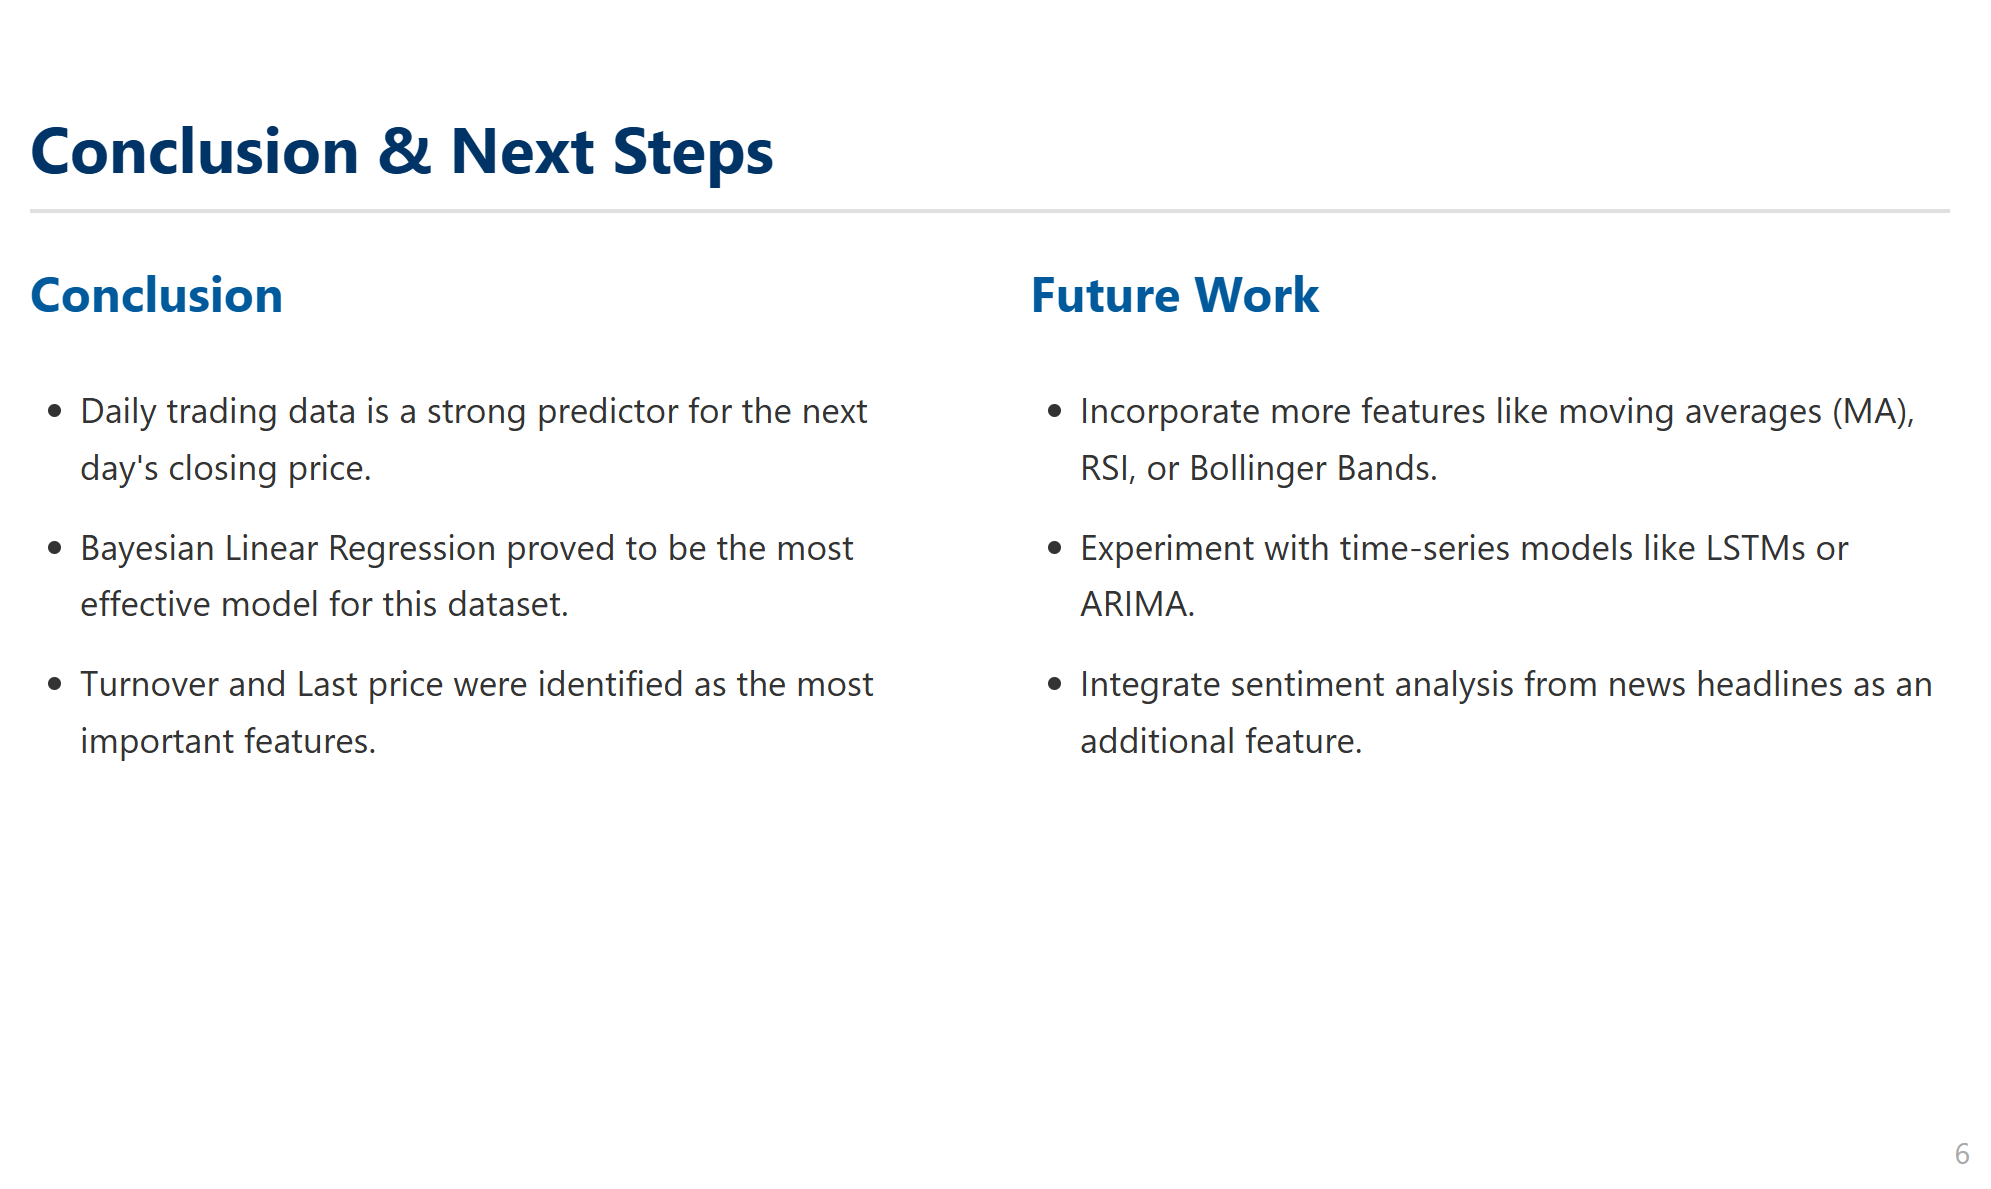 Conclusion & Next Steps
Conclusion
Daily trading data is a strong predictor for the next
day's closing price.
Bayesian Linear Regression proved to be the most
effective model for this dataset.
Turnover and Last price were identified as the most
important features.
Future Work
Incorporate more features like moving averages (MA),
RSI, or Bollinger Bands.
Experiment with time-series models like LSTMs or
ARIMA.
Integrate sentiment analysis from news headlines as an
additional feature.
6